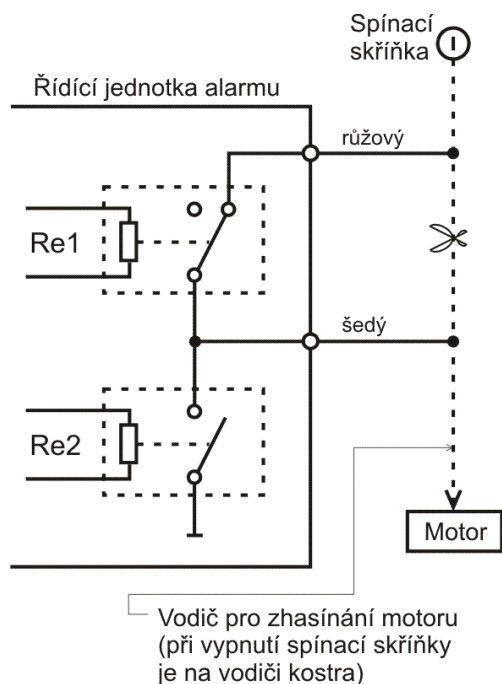 Spínací
skříňka
Řídící jednotka alarmu
růžový
Re1
šedý
Re2
Motor
Vodič pro zhasínání motoru
(při vypnutí spínací skříňky
je na vodiči kostra)